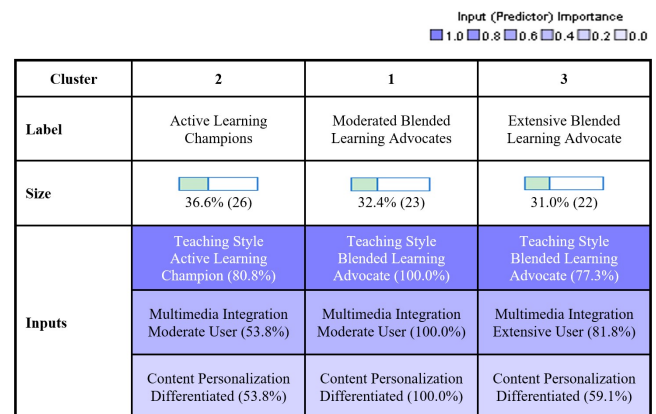 Input (Predictor) Importance
1.0 0.8 0.6 0.4 0.2 0.0
Cluster 2 1 3
Label
Active Learning
Champions
Moderated Blended
Learning Advocates
Extensive Blended
Learning Advocate
Size
36.6% (26)
32.4% (23)
31.0% (22)
Inputs
Teaching Style
Active Learning
Champion (80.8%)
Teaching Style
Blended Learning
Advocate (100.0%)
Teaching Style
Blended Learning
Advocate (77.3%)
Multimedia Integration
Moderate User (53.8%)
Multimedia Integration
Moderate User (100.0%)
Multimedia Integration
Extensive User (81.8%)
Content Personalization
Differentiated (53.8%)
Content Personalization
Differentiated (100.0%)
Content Personalization
Differentiated (59.1%)